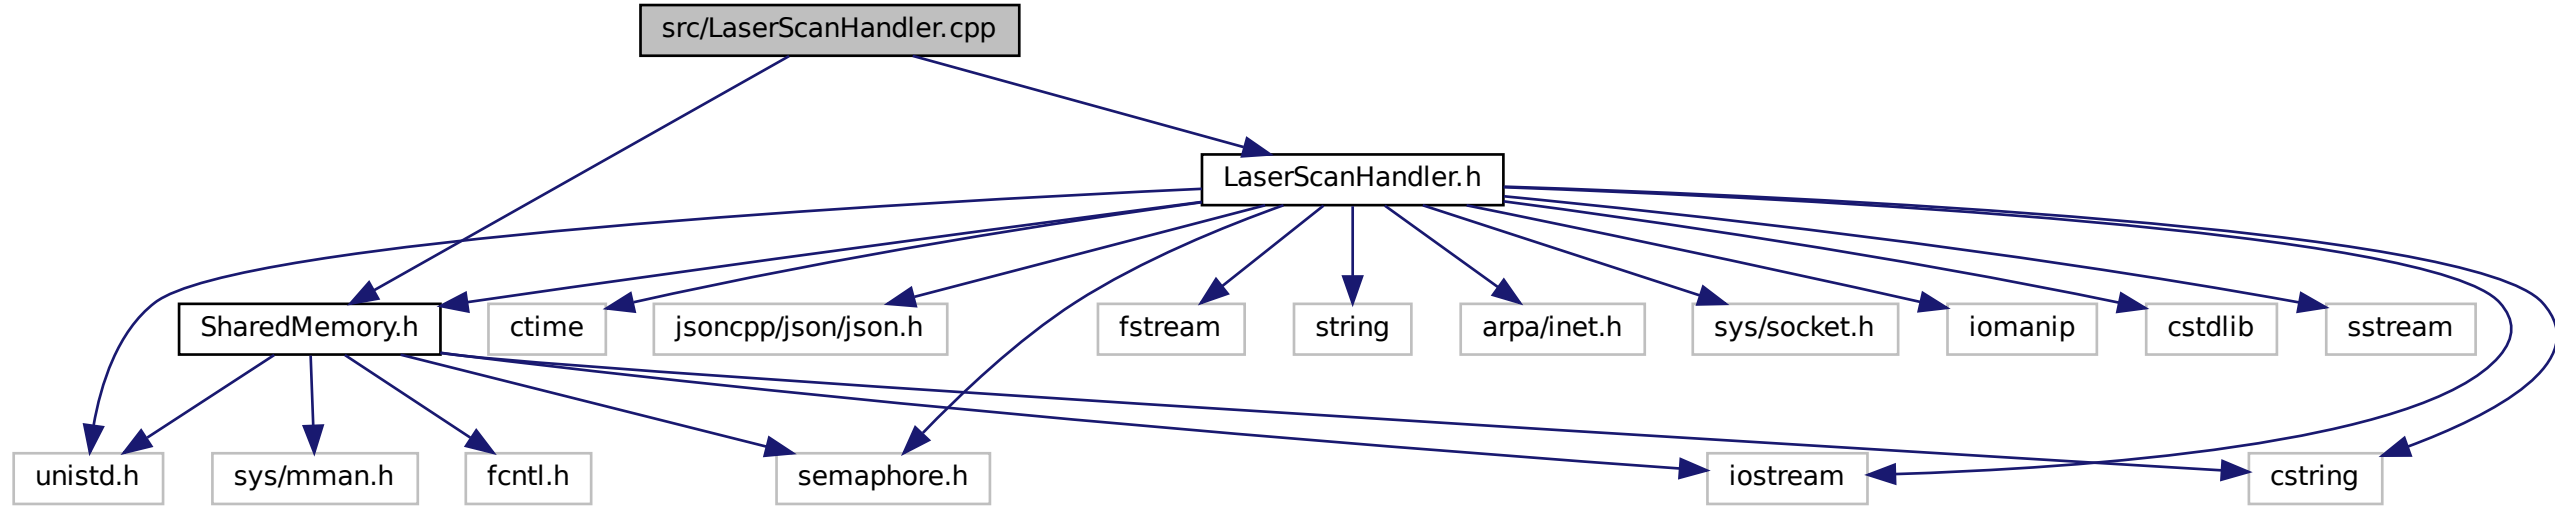 src/LaserScanHandler.cpp
LaserScanHandler.h
SharedMemory.h
ctime
jsoncpp/json/json.h
fstream
string
arpa/inet.h
sys/socket.h
iomanip
cstdlib
sstream
unistd.h
sys/mman.h
fcntl.h
semaphore.h
iostream
cstring